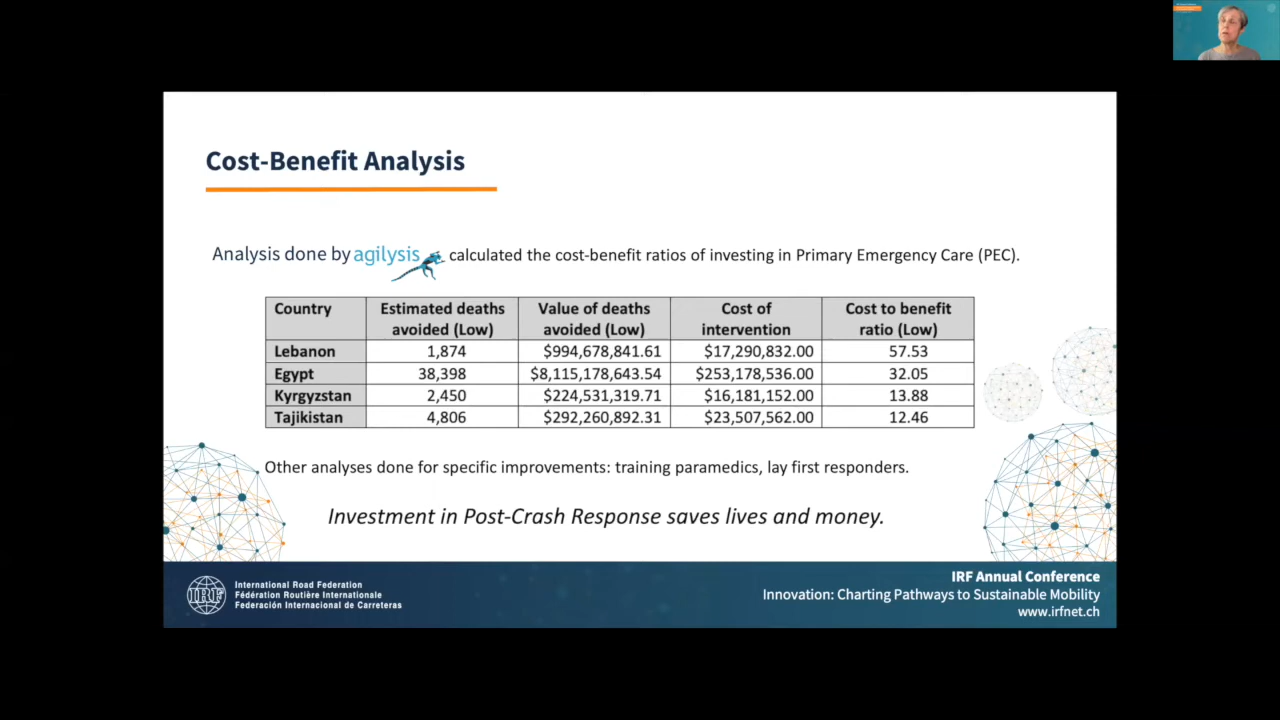 Cost-Benefit Analysis
Analysis done by agilysis calculated the cost-benefit ratios of investing in Primary Emergency Care (PEC).
Country Estimated deaths avoided (Low) Value of deaths avoided (Low) Cost of intervention Cost to benefit ratio (Low)
Lebanon 1,874 $994,678,841.61 $17,290,832.00 57.53
Egypt 38,398 $8,115,178,643.54 $253,178,536.00 32.05
Kyrgyzstan 2,450 $224,531,319.71 $16,181,152.00 13.88
Tajikistan 4,806 $292,260,892.31 $23,507,562.00 12.46
Other analyses done for specific improvements: training paramedics, lay first responders.
Investment in Post-Crash Response saves lives and money.
IRF
International Road Federation
Fédération Routière Internationale
Federación Internacional de Carreteras
IRF Annual Conference
Innovation: Charting Pathways to Sustainable Mobility
www.irfnet.ch